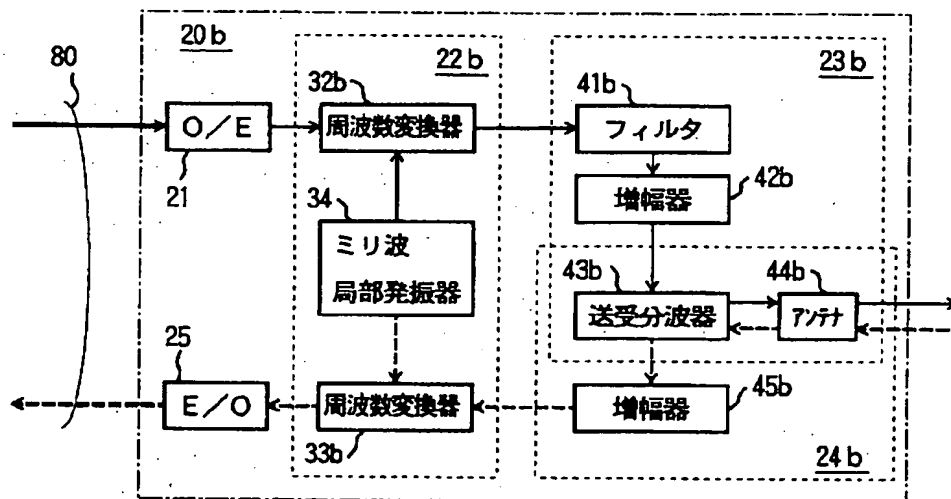 20b
22b
23b
80
32b
41b
O／E
周波数変換器
フィルタ
21
34
42b
増幅器
ミリ波
局部発振器
43b
44b
送受分波器
アンテナ
25
E／O
周波数変換器
増幅器
33b
45b
24b